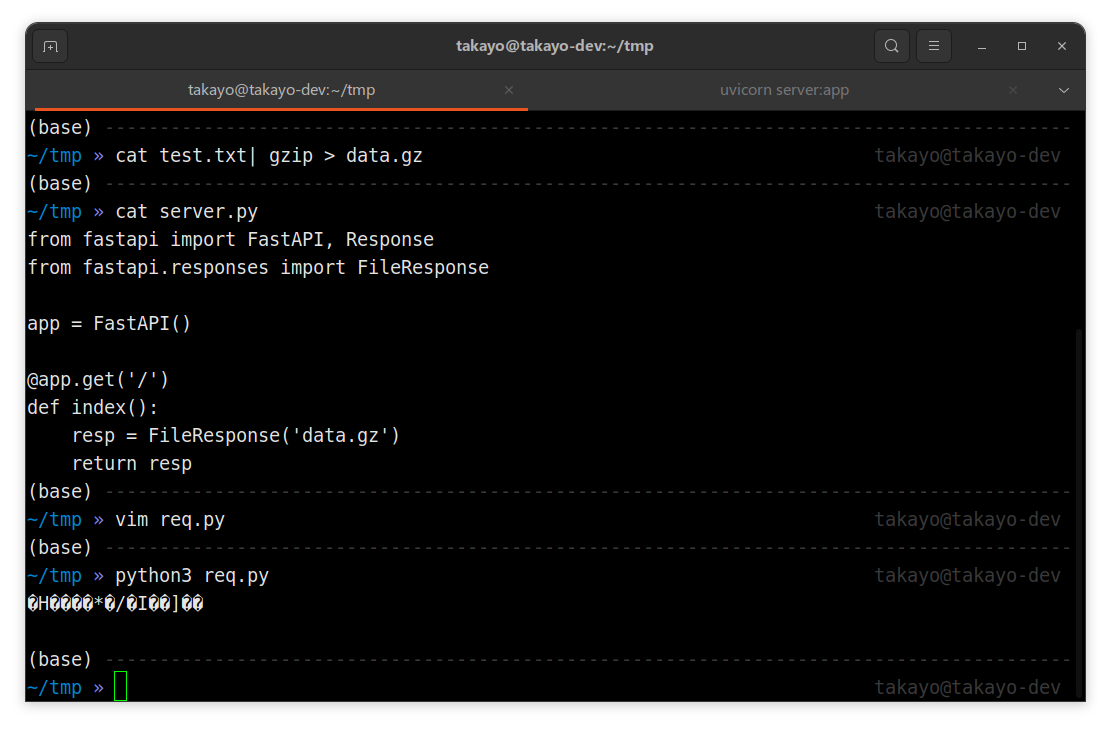 takayo@takayo-dev:~/tmp
takayo@takayo-dev:~/tmp
uvicorn server:app
(base) ----------------------------------------------------------------------------------------
~/tmp » cat test.txt| gzip > data.gz takayo@takayo-dev
(base) ----------------------------------------------------------------------------------------
~/tmp » cat server.py takayo@takayo-dev
from fastapi import FastAPI, Response
from fastapi.responses import FileResponse
app = FastAPI()
@app.get('/')
def index():
    resp = FileResponse('data.gz')
    return resp
(base) ----------------------------------------------------------------------------------------
~/tmp » vim req.py takayo@takayo-dev
(base) ----------------------------------------------------------------------------------------
~/tmp » python3 req.py takayo@takayo-dev
�H����*�/�I��]��
(base) ----------------------------------------------------------------------------------------
~/tmp » takayo@takayo-dev